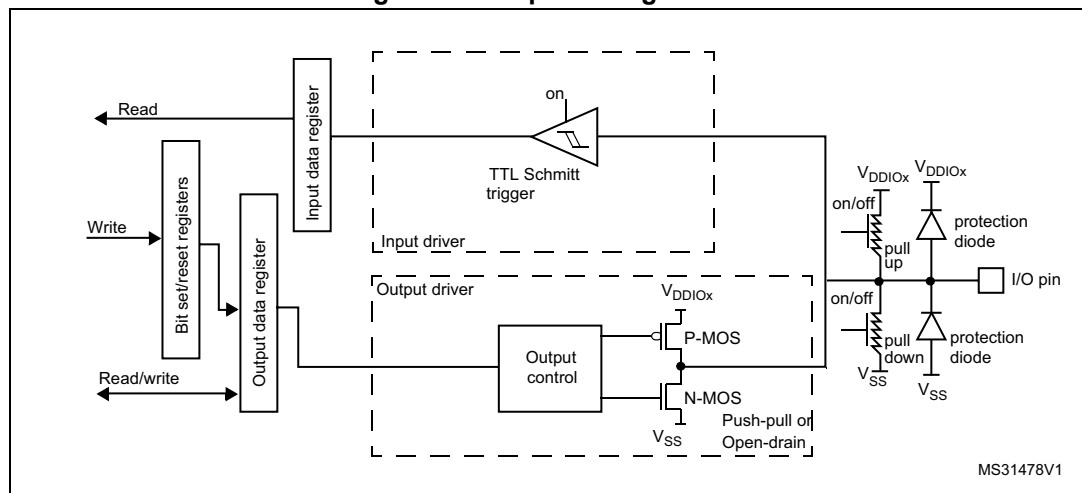 on
Read
Input data register
TTL Schmitt
trigger
Input driver
Write
Bit set/reset registers
Output data register
Read/write
Output driver
VDDIOx
P-MOS
Output
control
N-MOS
VSS
Push-pull or
Open-drain
VDDIOx
VDDIOx
on/off
pull
up
protection
diode
I/O pin
on/off
pull
down
protection
diode
VSS
VSS
MS31478V1